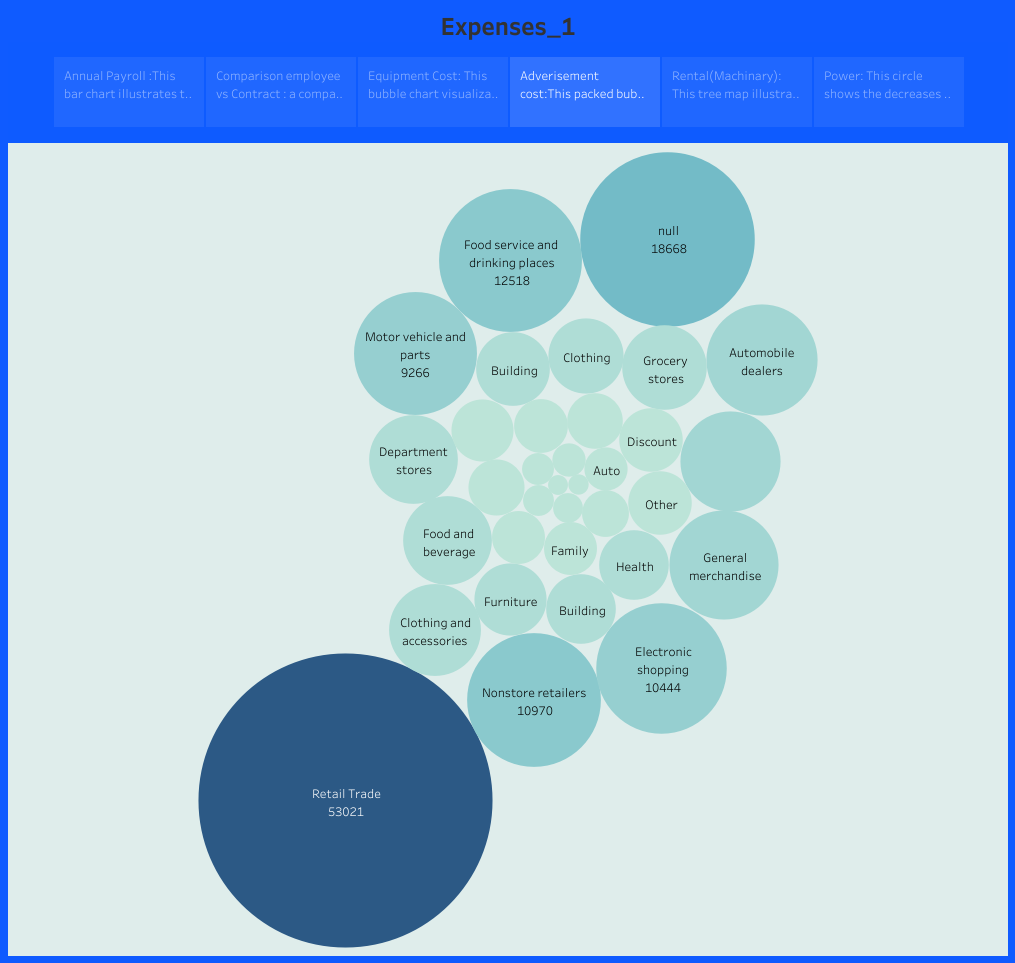 Expenses_1
Annual Payroll :This
bar chart illustrates t..
Comparison employee
vs Contract : a compa..
Equipment Cost: This
bubble chart visualiza..
Adverisement
cost:This packed bub..
Rental(Machinary):
This tree map illustra..
Power: This circle
shows the decreases ..
null
18668
Food service and
drinking places
12518
Motor vehicle and
parts
9266
Building
Clothing
Grocery
stores
Automobile
dealers
Department
stores
Discount
Auto
Other
Food and
beverage
Family
Health
General
merchandise
Furniture
Building
Clothing and
accessories
Electronic
shopping
10444
Nonstore retailers
10970
Retail Trade
53021